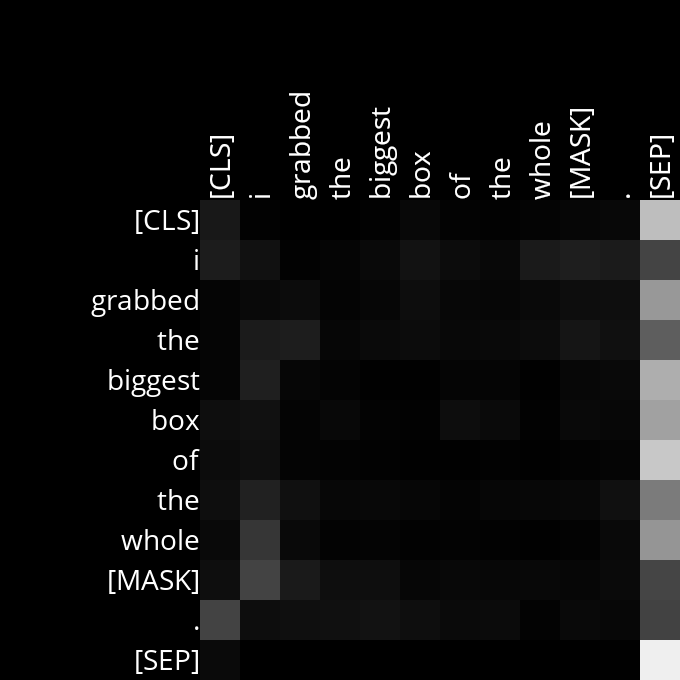 [CLS] i grabbed the biggest box of the whole [MASK] . [SEP]
[CLS]
i
grabbed
the
biggest
box
of
the
whole
[MASK]
.
[SEP]